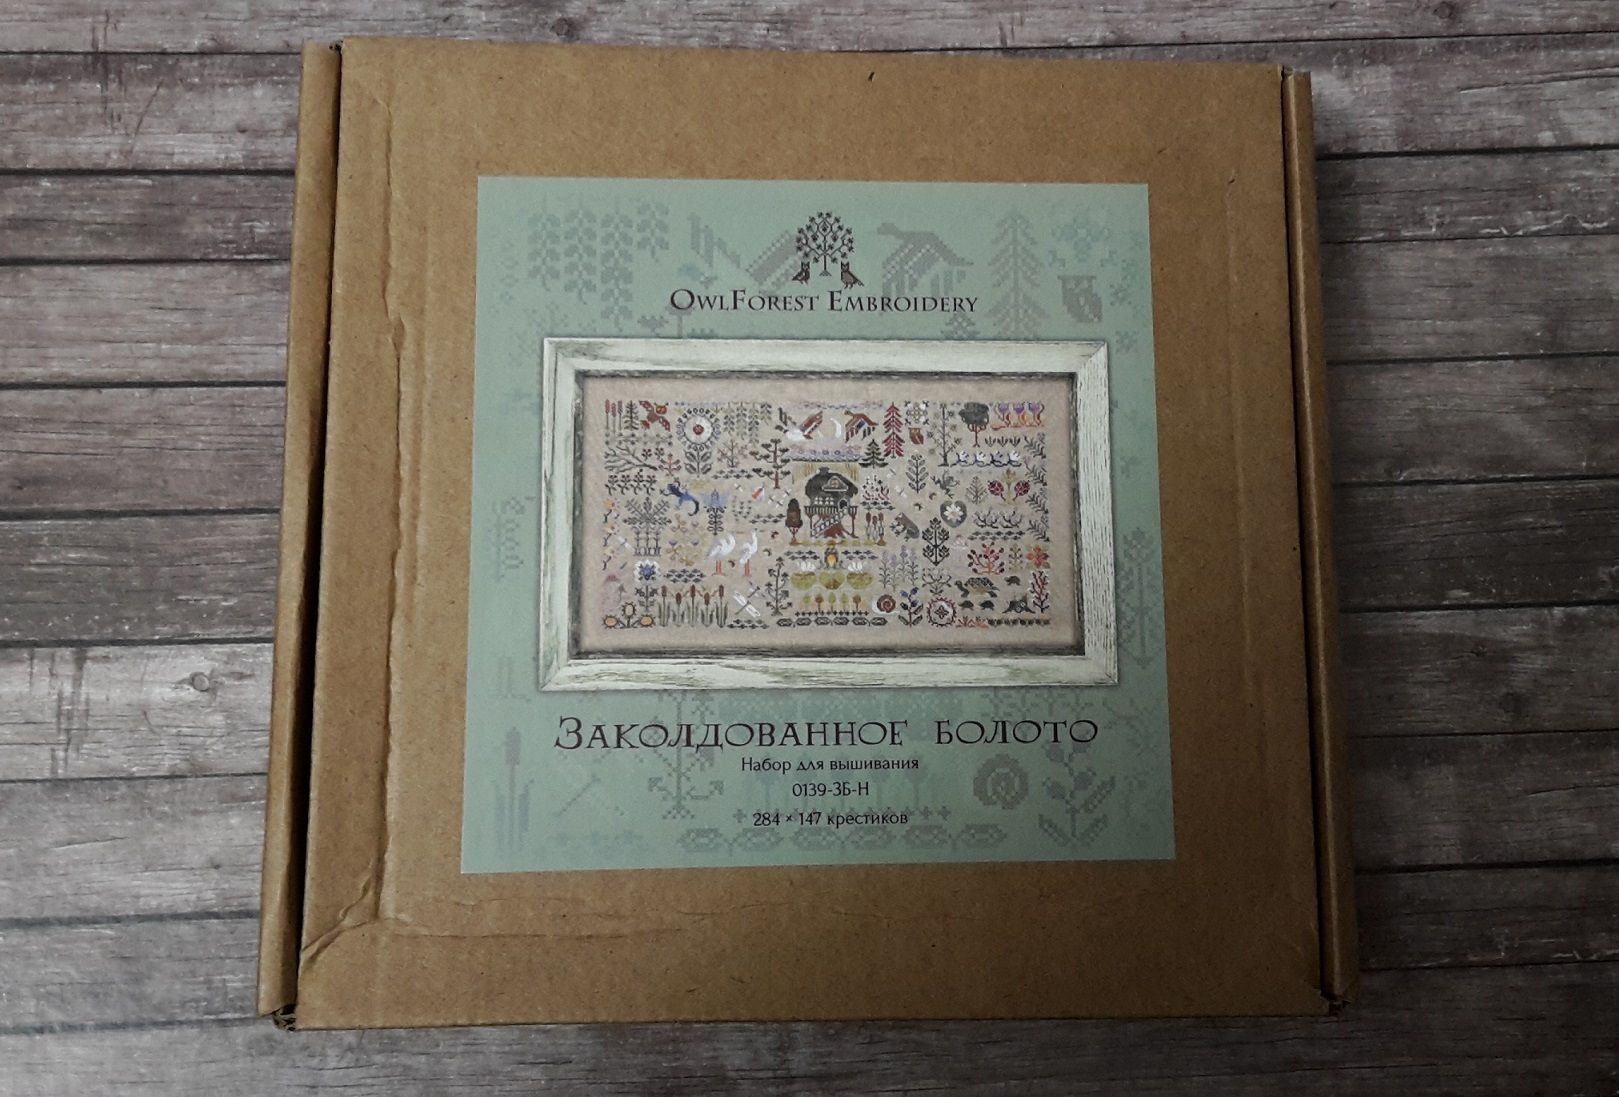 OwlForest Embroidery
Заколдованное болото
Набор для вышивания
0139-ЗБ-Н
284 × 147 крестиков